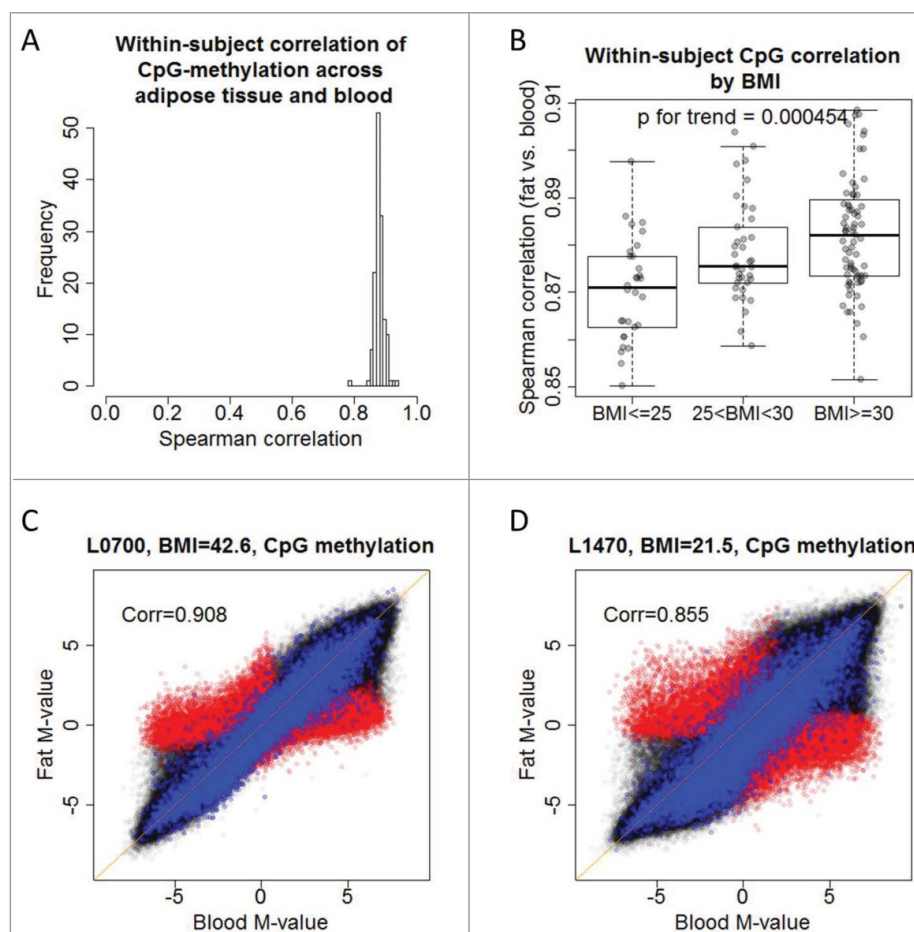 A
Within-subject correlation of
CpG-methylation across
adipose tissue and blood
Frequency
50
40
30
20
10
0
0.0 0.2 0.4 0.6 0.8 1.0
Spearman correlation
B
Within-subject CpG correlation
by BMI
p for trend = 0.000454
Spearman correlation (fat vs. blood)
0.91
0.89
0.87
0.85
BMI<=25 25<BMI<30 BMI>=30
C
L0700, BMI=42.6, CpG methylation
Corr=0.908
Fat M-value
5
0
-5
-5 0 5
Blood M-value
D
L1470, BMI=21.5, CpG methylation
Corr=0.855
Fat M-value
5
0
-5
-5 0 5
Blood M-value